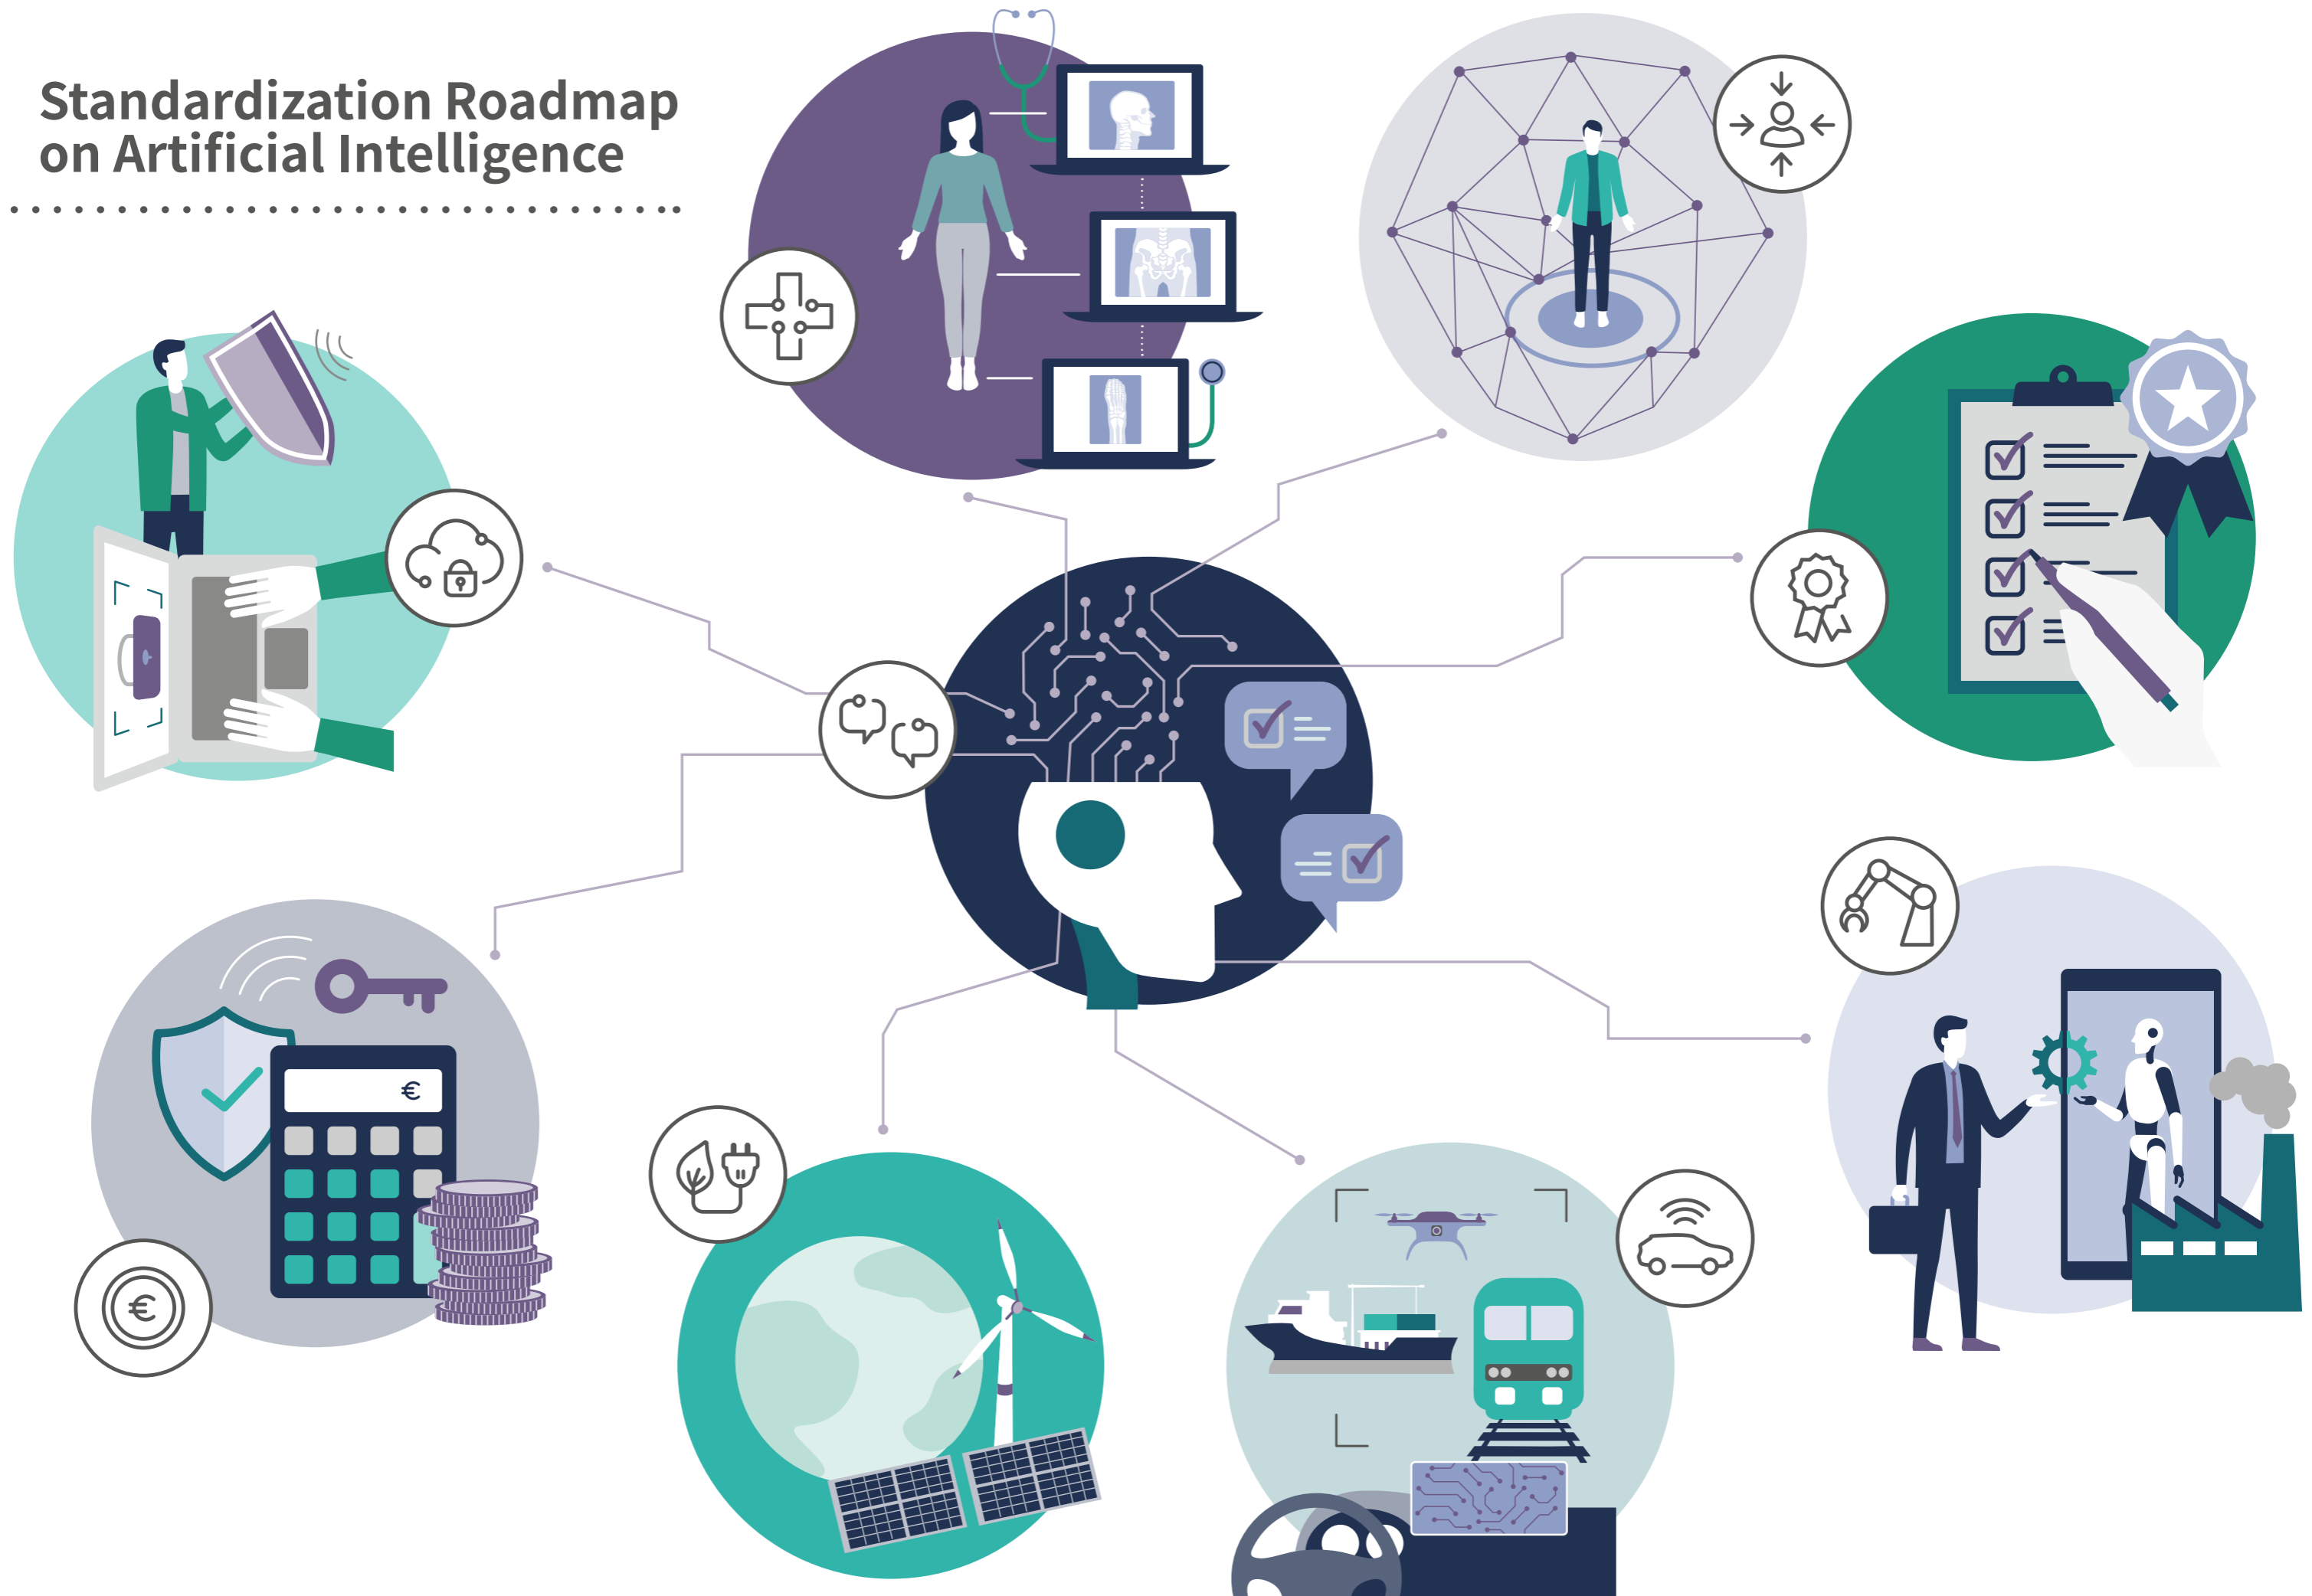 Standardization Roadmap
on Artificial Intelligence
€
€